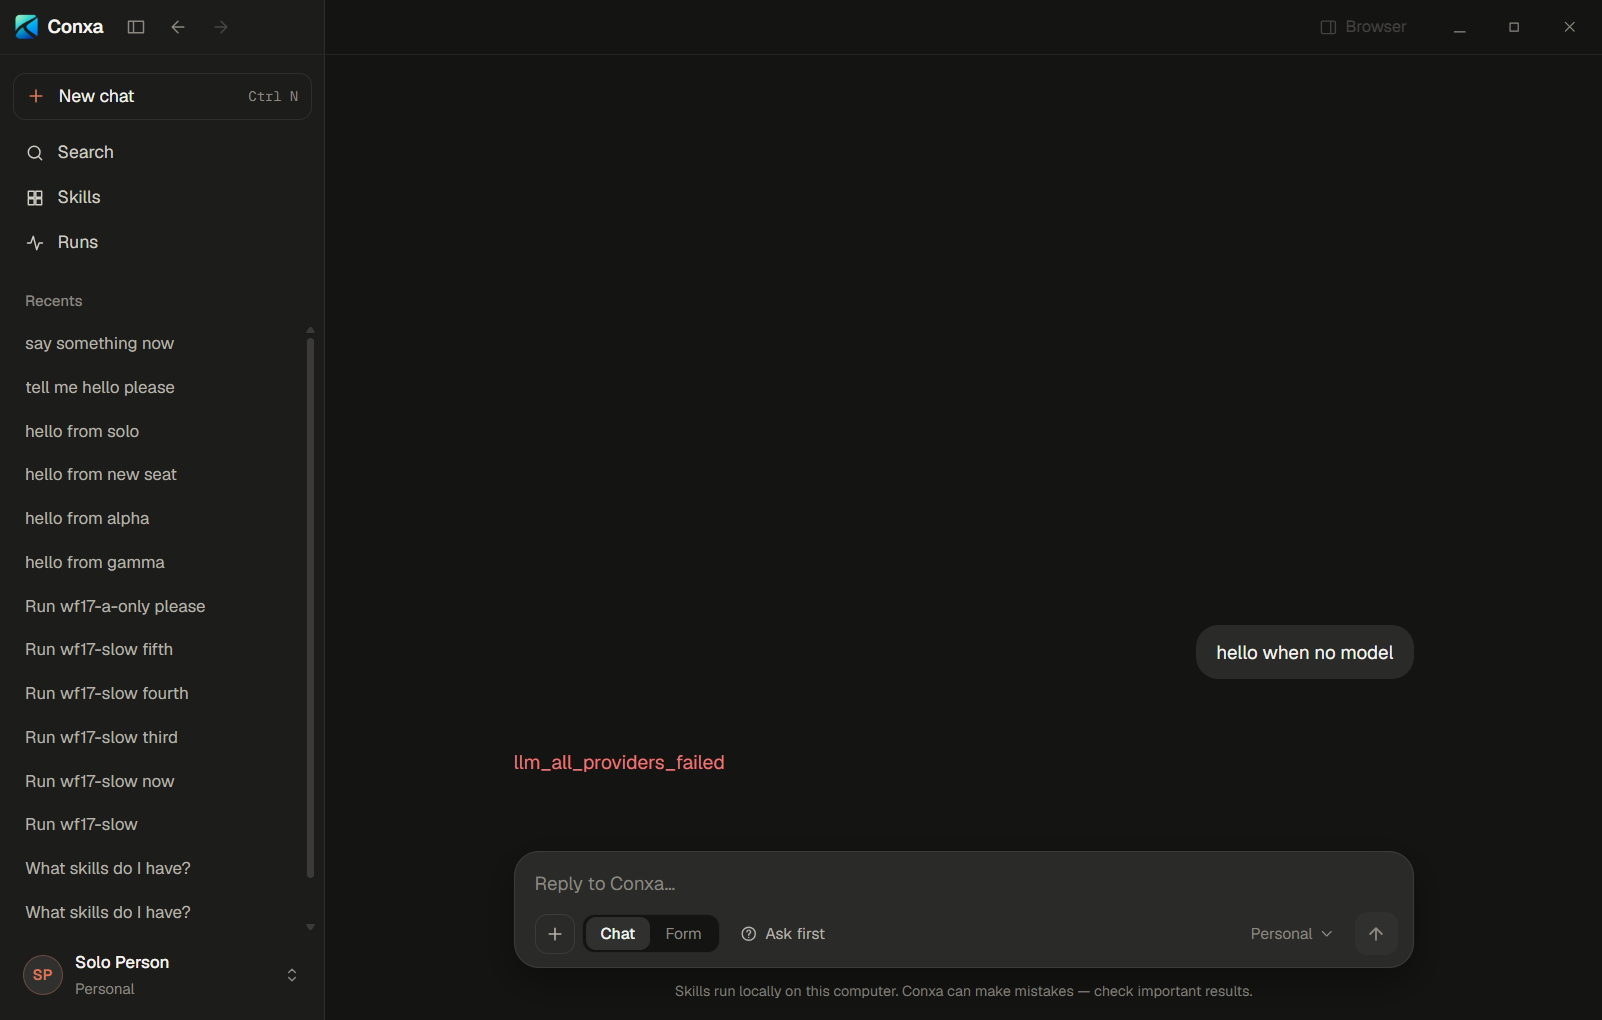 Conxa
Browser
New chat
Ctrl N
Search
Skills
Runs
Recents
say something now
tell me hello please
hello from solo
hello from new seat
hello from alpha
hello from gamma
Run wf17-a-only please
Run wf17-slow fifth
Run wf17-slow fourth
Run wf17-slow third
Run wf17-slow now
Run wf17-slow
What skills do I have?
What skills do I have?
SP
Solo Person
Personal
hello when no model
llm_all_providers_failed
Reply to Conxa…
Chat
Form
Ask first
Personal
Skills run locally on this computer. Conxa can make mistakes — check important results.